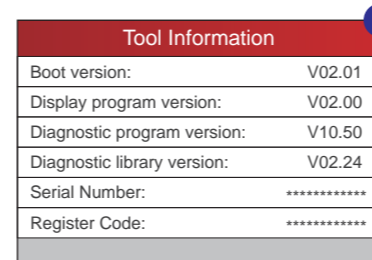 Tool Information
Boot version: V02.01
Display program version: V02.00
Diagnostic program version: V10.50
Diagnostic library version: V02.24
Serial Number: ************
Register Code: ************